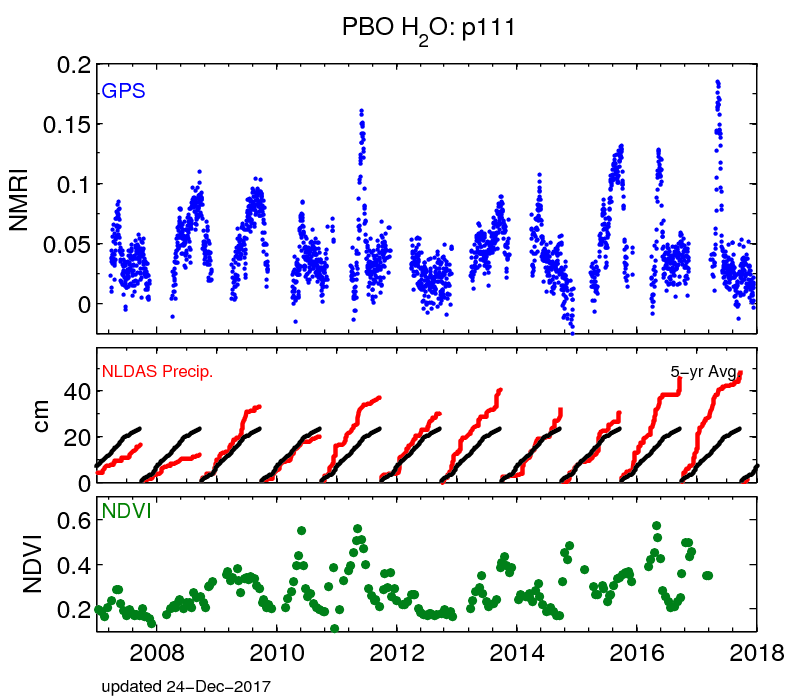 PBO H2O: p111
0.2
GPS
0.15
NMRI
0.1
0.05
0
NLDAS Precip.
5−yr Avg.
40
cm
20
0
NDVI
0.6
NDVI
0.4
0.2
2008 2010 2012 2014 2016 2018
updated 24−Dec−2017